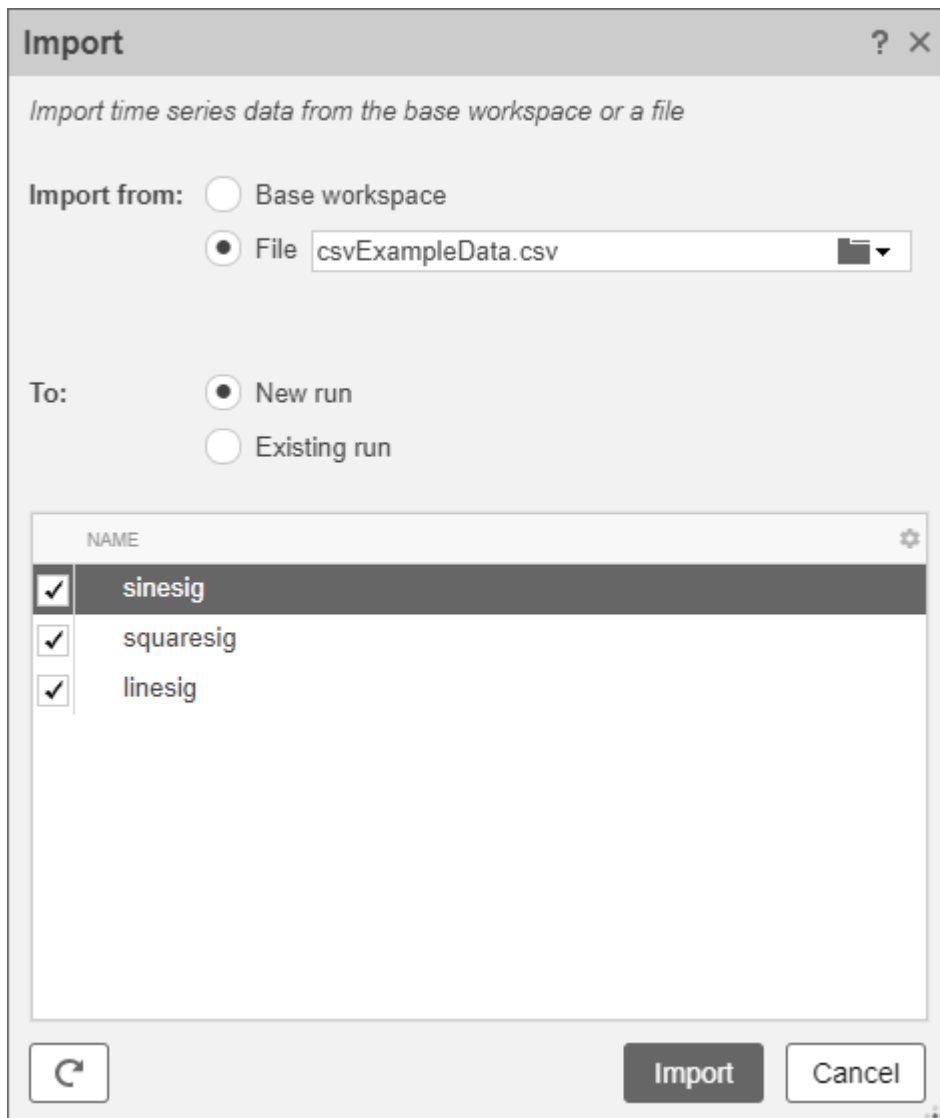 Import ?
Import time series data from the base workspace or a file
Import from: Base workspace
File csvExampleData.csv
To: New run
Existing run
NAME
sinesig
squaresig
linesig
Import Cancel